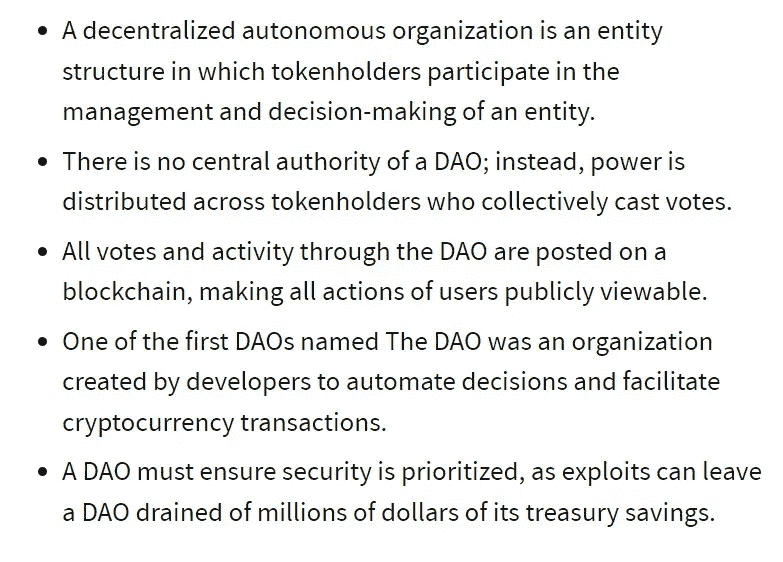 • A decentralized autonomous organization is an entity
structure in which tokenholders participate in the
management and decision-making of an entity.
• There is no central authority of a DAO; instead, power is
distributed across tokenholders who collectively cast votes.
• All votes and activity through the DAO are posted on a
blockchain, making all actions of users publicly viewable.
• One of the first DAOs named The DAO was an organization
created by developers to automate decisions and facilitate
cryptocurrency transactions.
• A DAO must ensure security is prioritized, as exploits can leave
a DAO drained of millions of dollars of its treasury savings.